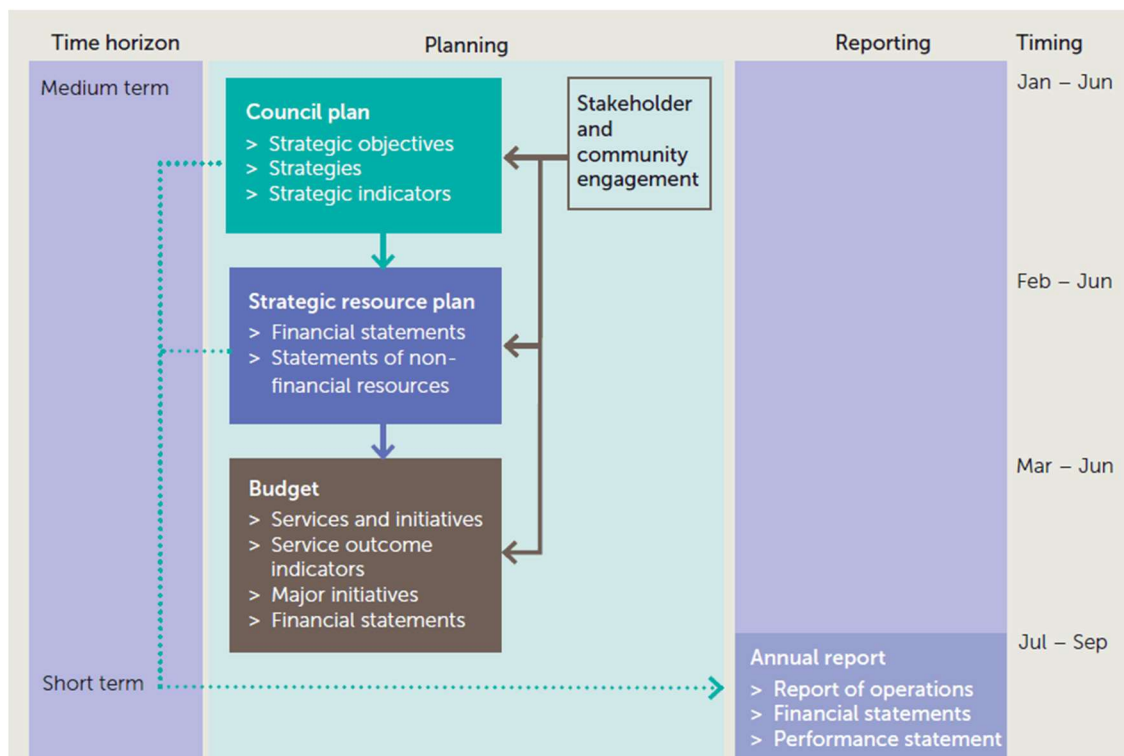 Time horizon
Planning
Reporting
Timing
Medium term
Jan – Jun
Council plan
> Strategic objectives
> Strategies
> Strategic indicators
Stakeholder
and
community
engagement
Feb – Jun
Strategic resource plan
> Financial statements
> Statements of non-
financial resources
Mar – Jun
Budget
> Services and initiatives
> Service outcome
indicators
> Major initiatives
> Financial statements
Jul – Sep
Short term
Annual report
> Report of operations
> Financial statements
> Performance statement